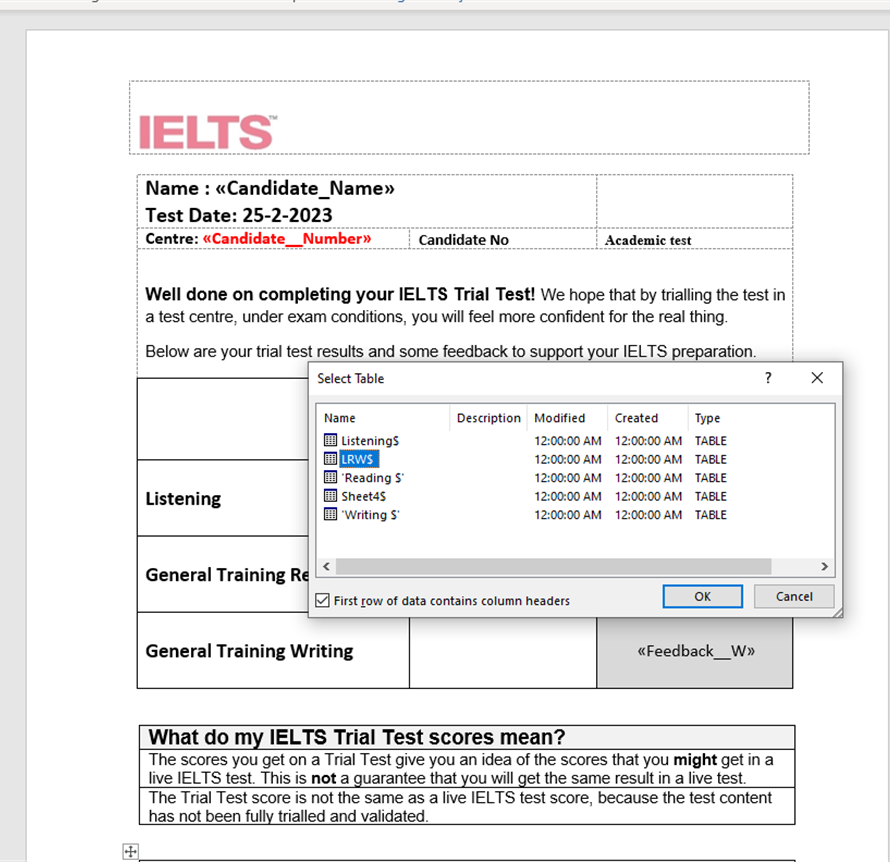 IELTS™
Name : «Candidate_Name»
Test Date: 25-2-2023
Centre: «Candidate__Number»
Candidate No
Academic test
Well done on completing your IELTS Trial Test! We hope that by trialling the test in
a test centre, under exam conditions, you will feel more confident for the real thing.
Below are your trial test results and some feedback to support your IELTS preparation.
Select Table
?
Name Description Modified Created Type
Listening$ 12:00:00 AM 12:00:00 AM TABLE
LRW$ 12:00:00 AM 12:00:00 AM TABLE
'Reading $' 12:00:00 AM 12:00:00 AM TABLE
Sheet4$ 12:00:00 AM 12:00:00 AM TABLE
'Writing $' 12:00:00 AM 12:00:00 AM TABLE
First row of data contains column headers
OK
Cancel
Listening
General Training Re
General Training Writing
«Feedback__W»
What do my IELTS Trial Test scores mean?
The scores you get on a Trial Test give you an idea of the scores that you might get in a
live IELTS test. This is not a guarantee that you will get the same result in a live test.
The Trial Test score is not the same as a live IELTS test score, because the test content
has not been fully trialled and validated.